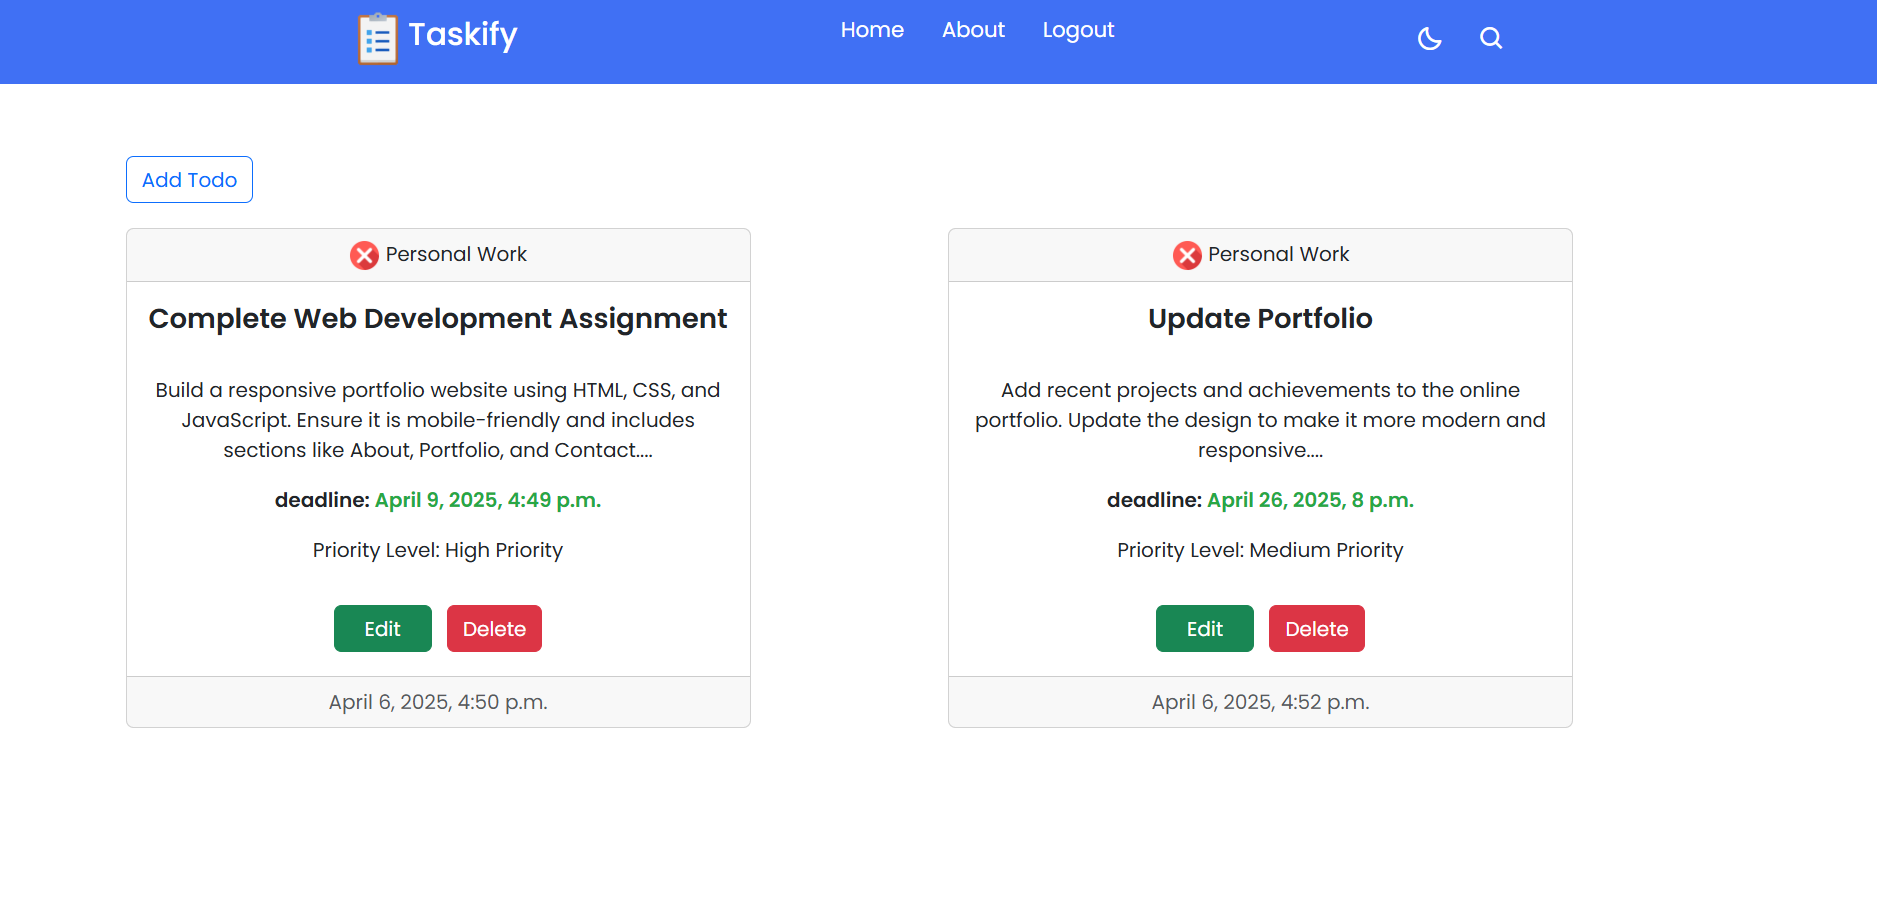 Taskify
Home
About
Logout
Add Todo
Personal Work
Complete Web Development Assignment
Build a responsive portfolio website using HTML, CSS, and
JavaScript. Ensure it is mobile-friendly and includes
sections like About, Portfolio, and Contact....
deadline: April 9, 2025, 4:49 p.m.
Priority Level: High Priority
Edit
Delete
April 6, 2025, 4:50 p.m.
Personal Work
Update Portfolio
Add recent projects and achievements to the online
portfolio. Update the design to make it more modern and
responsive....
deadline: April 26, 2025, 8 p.m.
Priority Level: Medium Priority
Edit
Delete
April 6, 2025, 4:52 p.m.